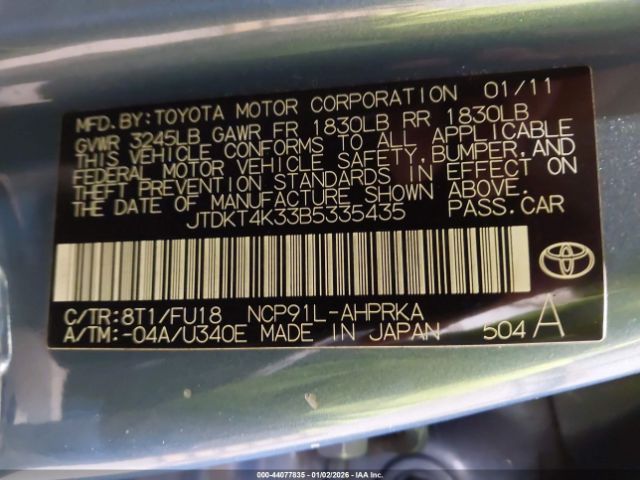 MFD.BY:TOYOTA MOTOR CORPORATION 01/11
GVWR 3245LB GAWR FR 1830LB RR 1830LB
THIS VEHICLE CONFORMS TO ALL APPLICABLE
FEDERAL MOTOR VEHICLE SAFETY,BUMPER,AND
THEFT PREVENTION STANDARDS IN EFFECT ON
THE DATE OF MANUFACTURE SHOWN ABOVE.
JTDKT4K33B5335435 PASS.CAR
C/TR:8T1/FU18 NCP91L-AHPRKA
A/TM:-04A/U340E MADE IN JAPAN 504 A
000-44077835 - 01/02/2026 - IAA Inc.